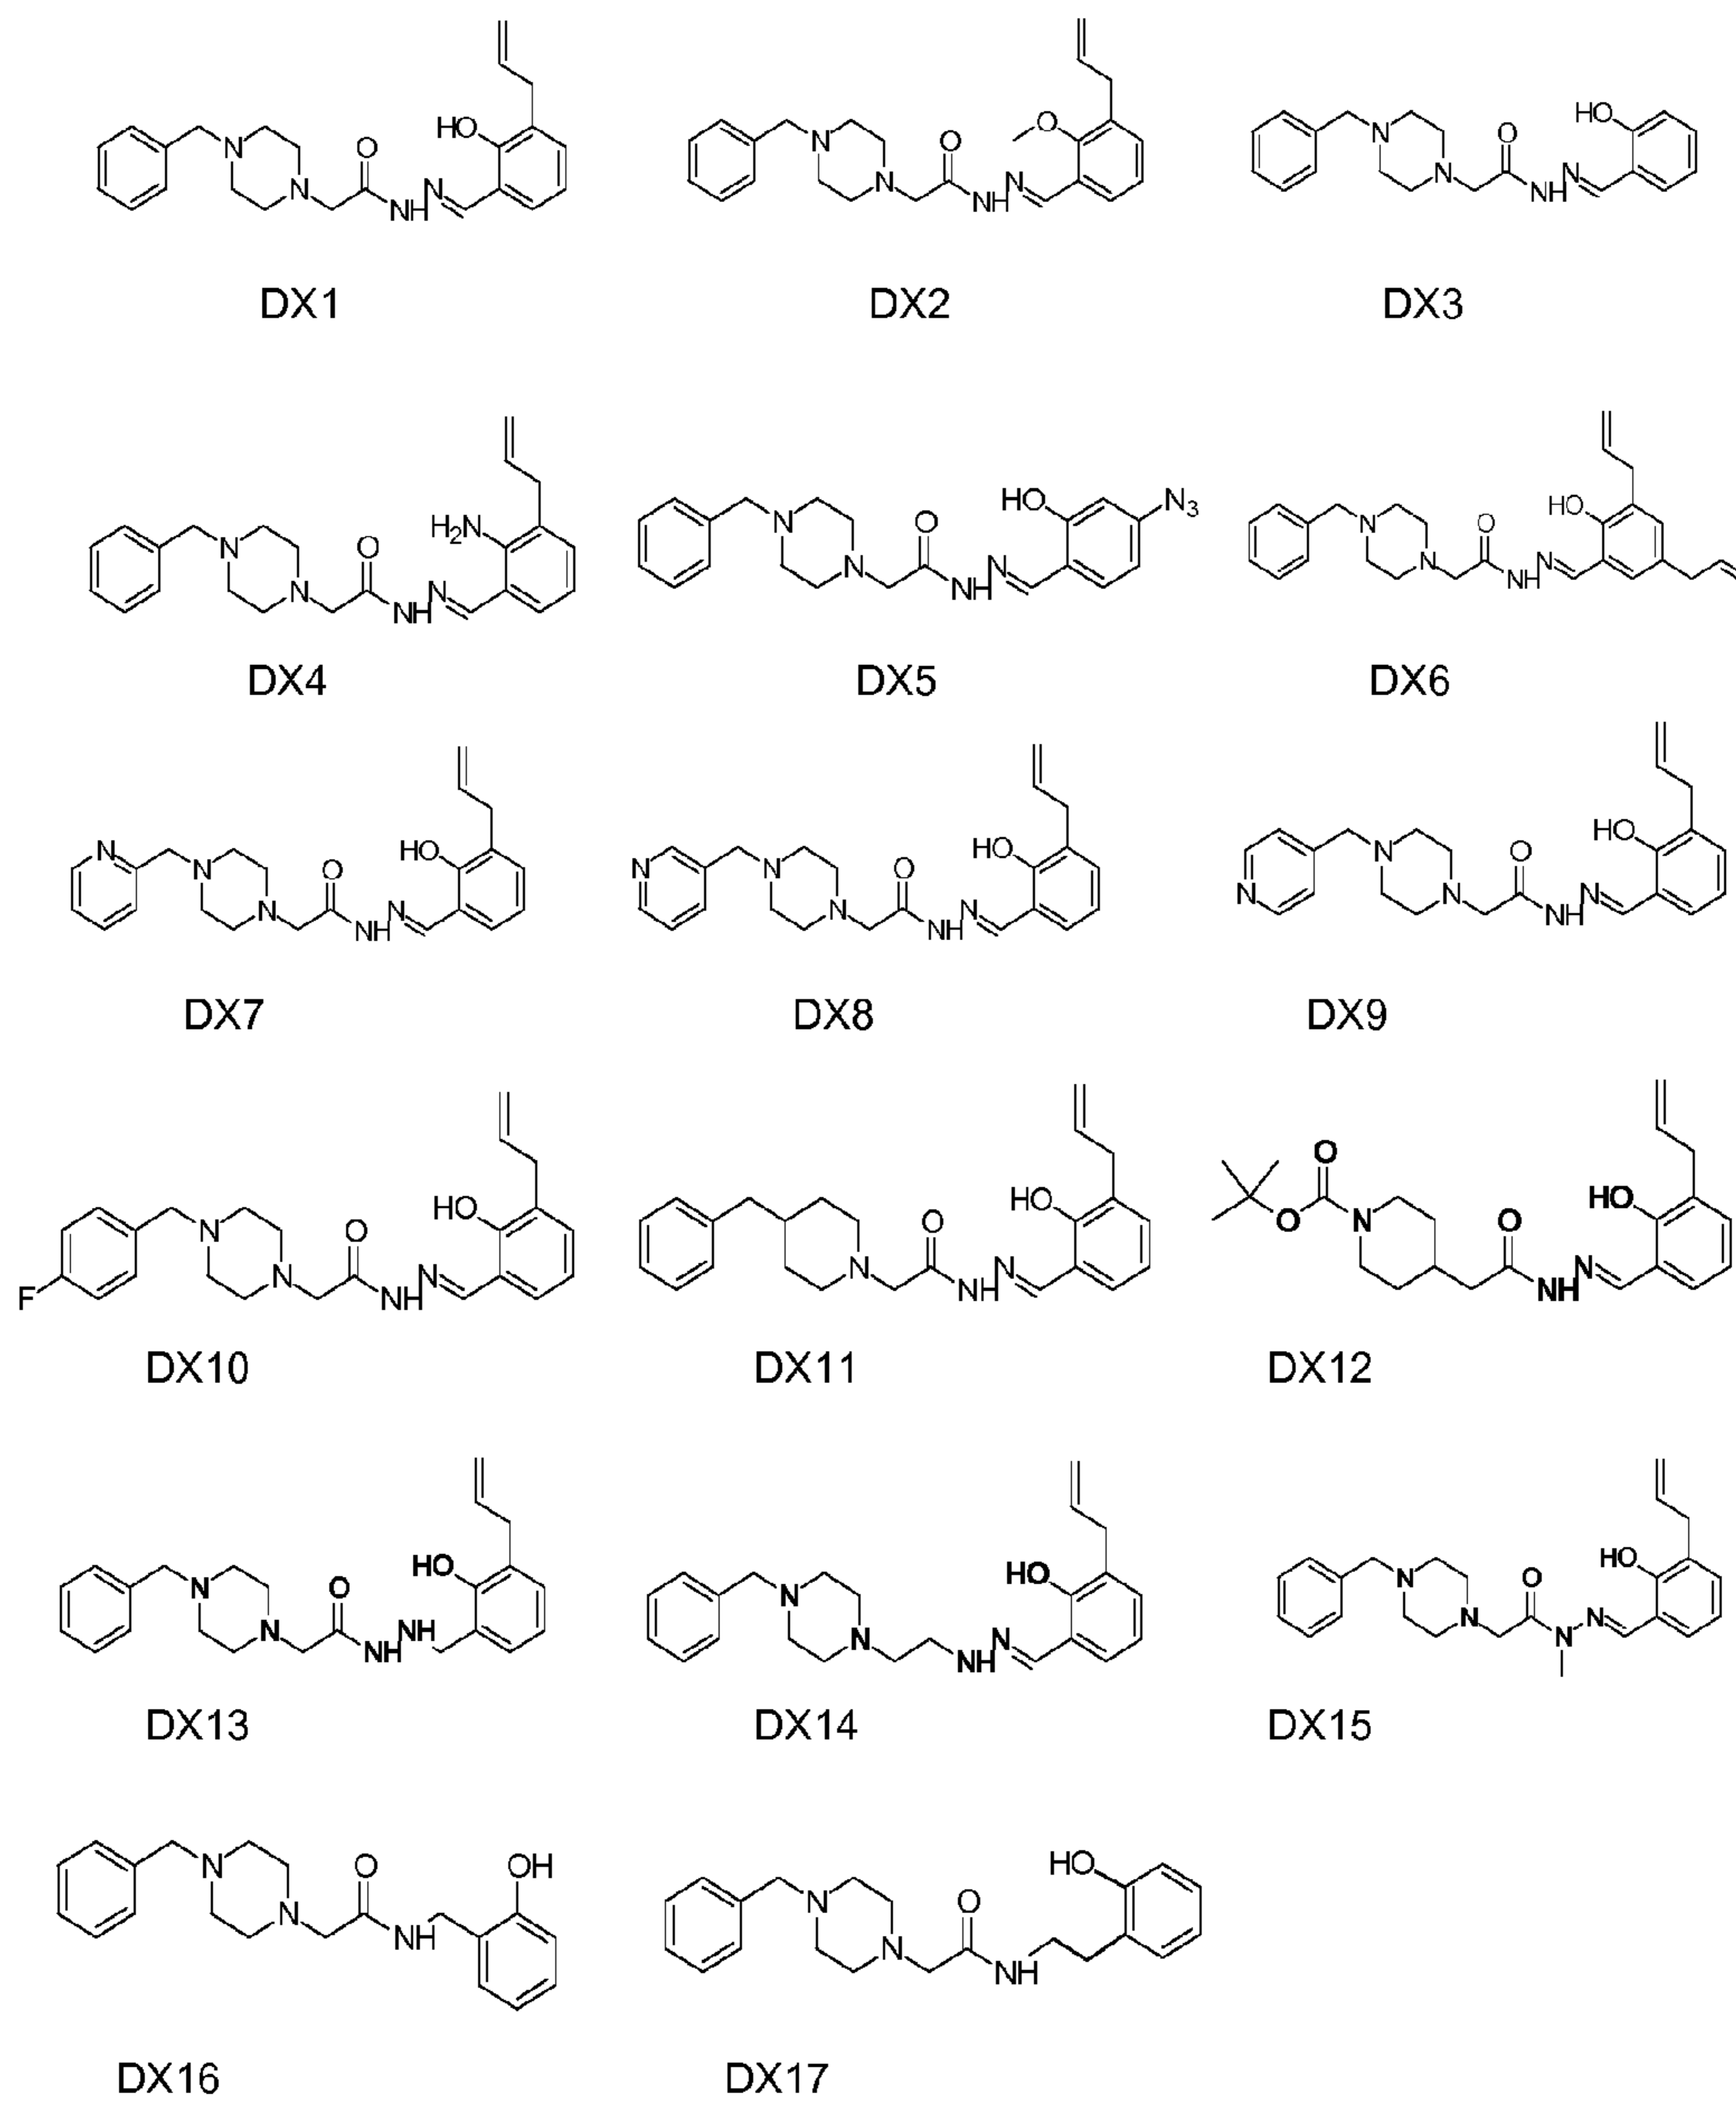 HO N O N NH N
O N O N NH N
HO N O N NH N
DX1 DX2 DX3
H2N N O N NH N
HO N3 N O N NH N
HO N O N NH N
DX4 DX5 DX6
N HO N O N NH N
N HO N O N NH N
HO N O N N NH N
DX7 DX8 DX9
HO N O N NH N F
HO O N NH N
O HO O N O NH N
DX10 DX11 DX12
HO N O N NH NH
HO N N NH N
HO N O N N N
DX13 DX14 DX15
N O OH N NH
HO N O N NH
DX16 DX17